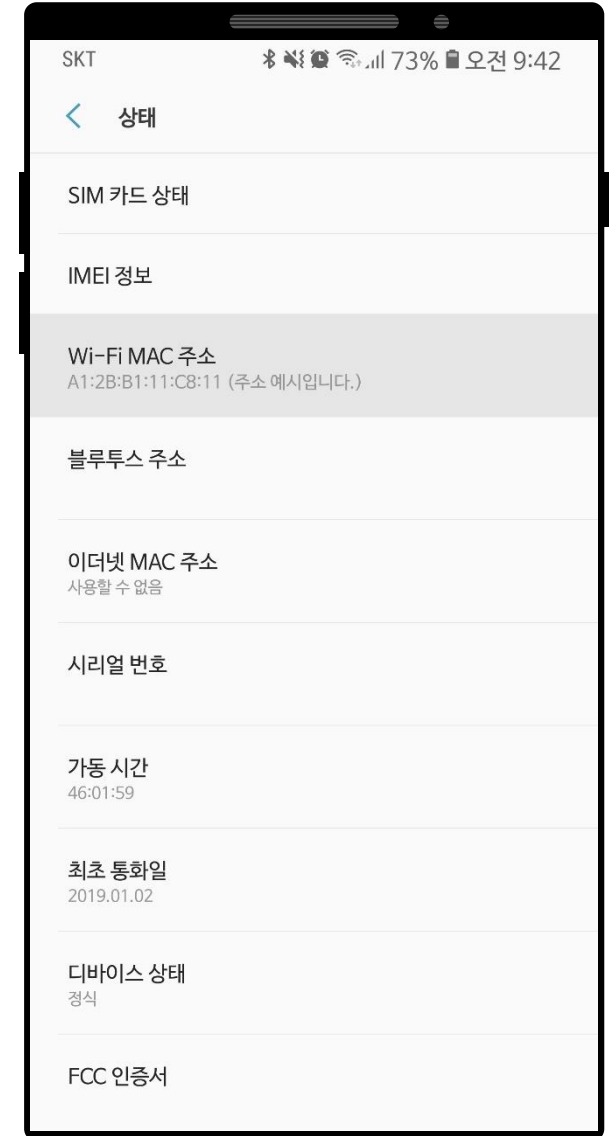 SKT 73% 오전 9:42
상태
SIM 카드 상태
IMEI 정보
Wi-Fi MAC 주소
A1:2B:B1:11:C8:11 (주소 예시입니다.)
블루투스 주소
이더넷 MAC 주소
사용할 수 없음
시리얼 번호
가동 시간
46:01:59
최초 통화일
2019.01.02
디바이스 상태
정식
FCC 인증서